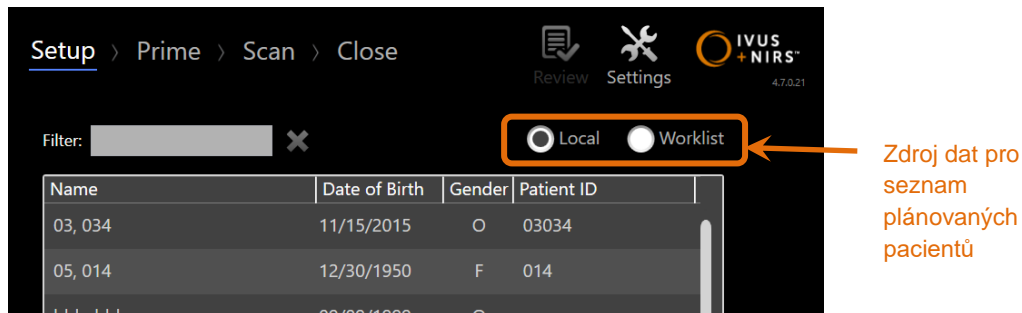 Setup 〉 Prime 〉 Scan 〉 Close
Review Settings
IVUS
+NIRS™
4.7.0.21
Filter:
Local Worklist
Name Date of Birth Gender Patient ID
03, 034 11/15/2015 O 03034
05, 014 12/30/1950 F 014
Zdroj dat pro
seznam
plánovaných
pacientů